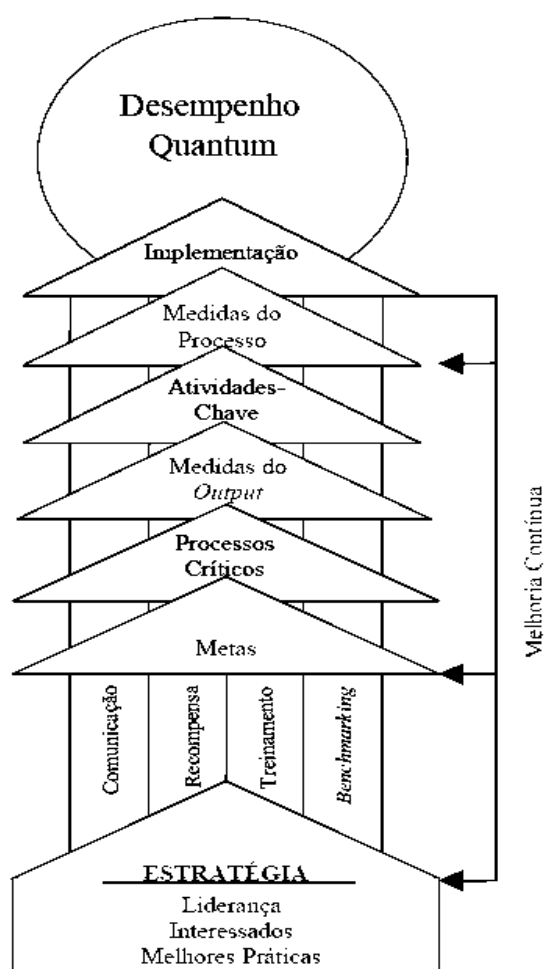 Desempenho
Quantum
Implementação
Medidas do
Processo
Atividades-
Chave
Medidas do
Output
Processos
Críticos
Metas
Comunicação
Recompensa
Treinamento
Benchmarking
ESTRATÉGIA
Liderança
Interessados
Melhores Práticas
Melhoria Contínua